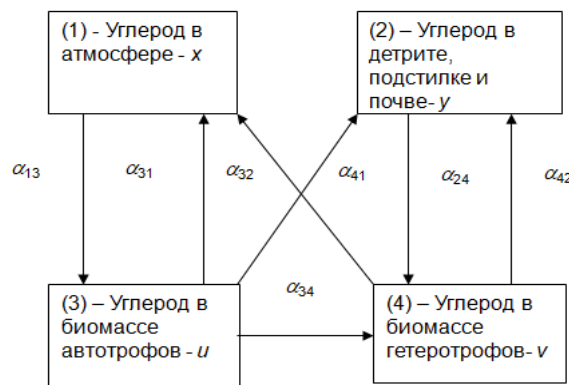 (1) - Углерод в
атмосфере - x
(2) – Углерод в
детрите,
подстилке и
почве- y
α13
α31
α32
α41
α24
α42
α34
(3) – Углерод в
биомассе
автотрофов - u
(4) – Углерод в
биомассе
гетеротрофов- v